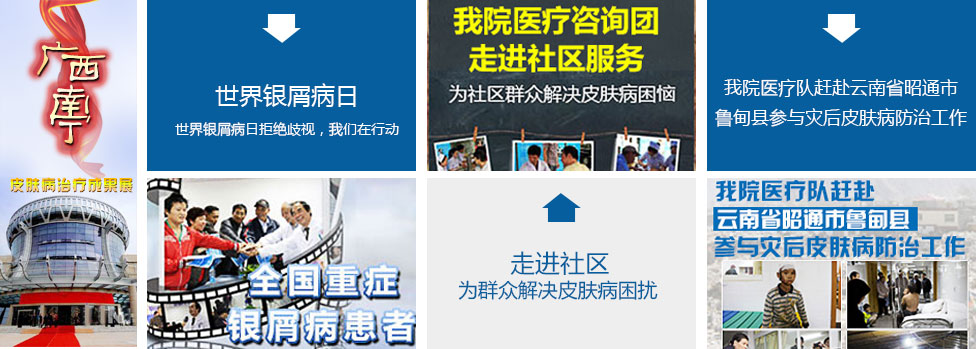 广西南宁
皮肤病治疗成果展
世界银屑病日
世界银屑病日拒绝歧视，我们在行动
全国重症
银屑病患者
我院医疗咨询团
走进社区服务
为社区群众解决皮肤病困恼
走进社区
为群众解决皮肤病困扰
我院医疗队赶赴云南省昭通市
鲁甸县参与灾后皮肤病防治工作
我院医疗队赶赴
云南省昭通市鲁甸县
参与灾后皮肤病防治工作